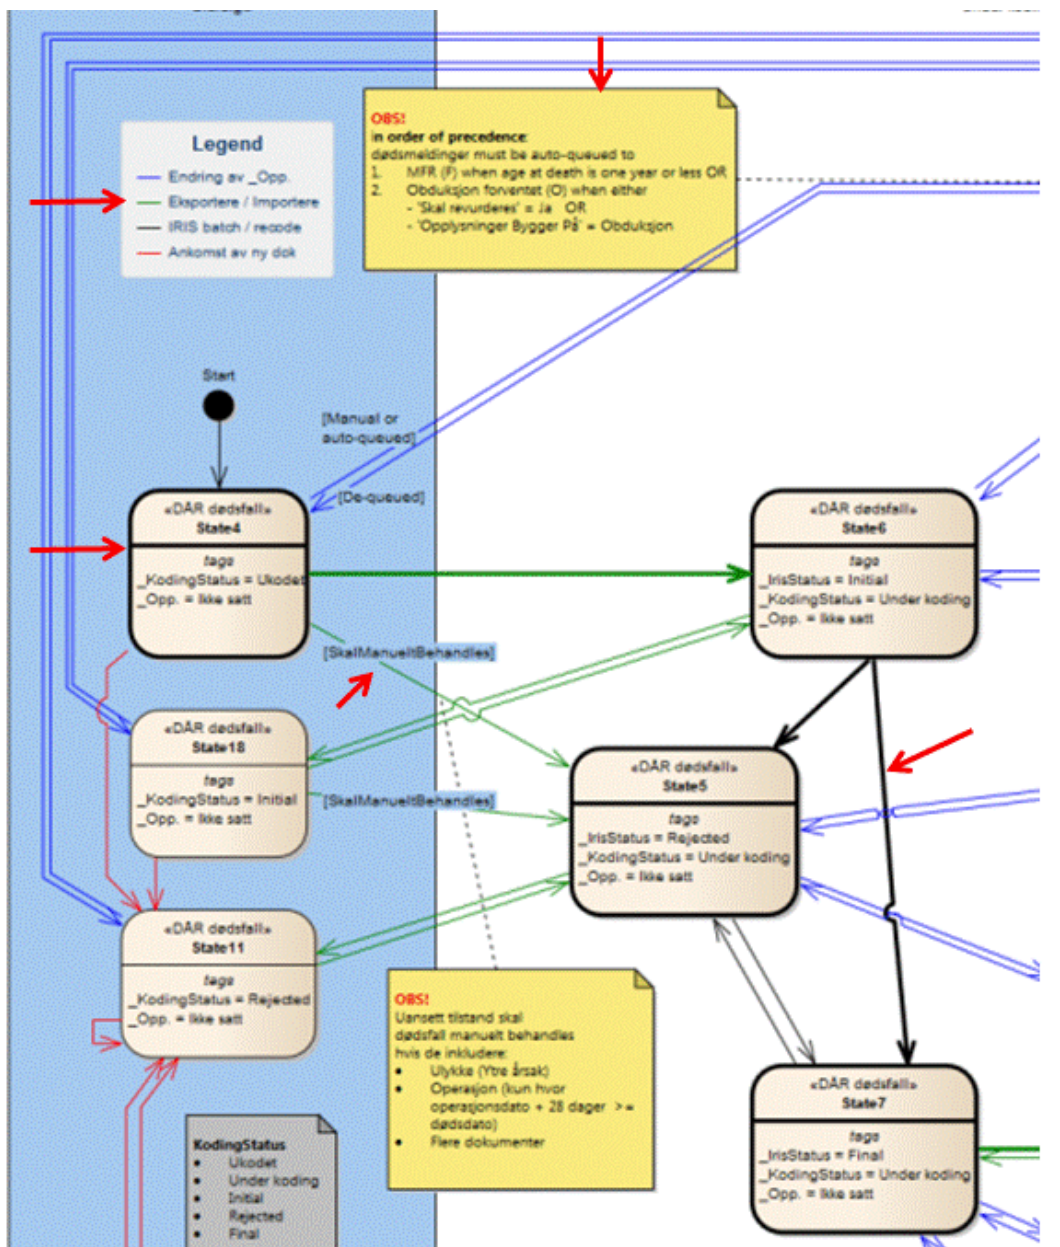 Legend
Endring av _Opp.
Eksportere / Importere
IRIS batch / recode
Ankomst av ny dok
OBS!
in order of precedence:
dødsmeldinger must be auto-queued to
1. MFR (F) when age at death is one year or less OR
2. Obduksjon forventet (O) when either
- 'Skal revurderes' = Ja OR
- 'Opplysninger Bygger På' = Obduksjon
Start
[Manual or
auto-queued]
[De-queued]
«DÅR dødsfall»
State4
tags
_KodingStatus = Ukodet
_Opp. = Ikke satt
«DÅR dødsfall»
State6
tags
_IrisStatus = Initial
_KodingStatus = Under koding
_Opp. = Ikke satt
[SkalManueltBehandles]
«DÅR dødsfall»
State18
tags
_KodingStatus = Initial
_Opp. = Ikke satt
[SkalManueltBehandles]
«DÅR dødsfall»
State5
tags
_IrisStatus = Rejected
_KodingStatus = Under koding
_Opp. = Ikke satt
«DÅR dødsfall»
State11
tags
_KodingStatus = Rejected
_Opp. = Ikke satt
OBS!
Uansett tilstand skal
dødsfall manuelt behandles
hvis de inkludere:
• Ulykke (Ytre årsak)
• Operasjon (kun hvor
operasjonsdato + 28 dager >=
dødsdato)
• Flere dokumenter
«DÅR dødsfall»
State7
tags
_IrisStatus = Final
_KodingStatus = Under koding
_Opp. = Ikke satt
KodingStatus
• Ukodet
• Under koding
• Initial
• Rejected
• Final